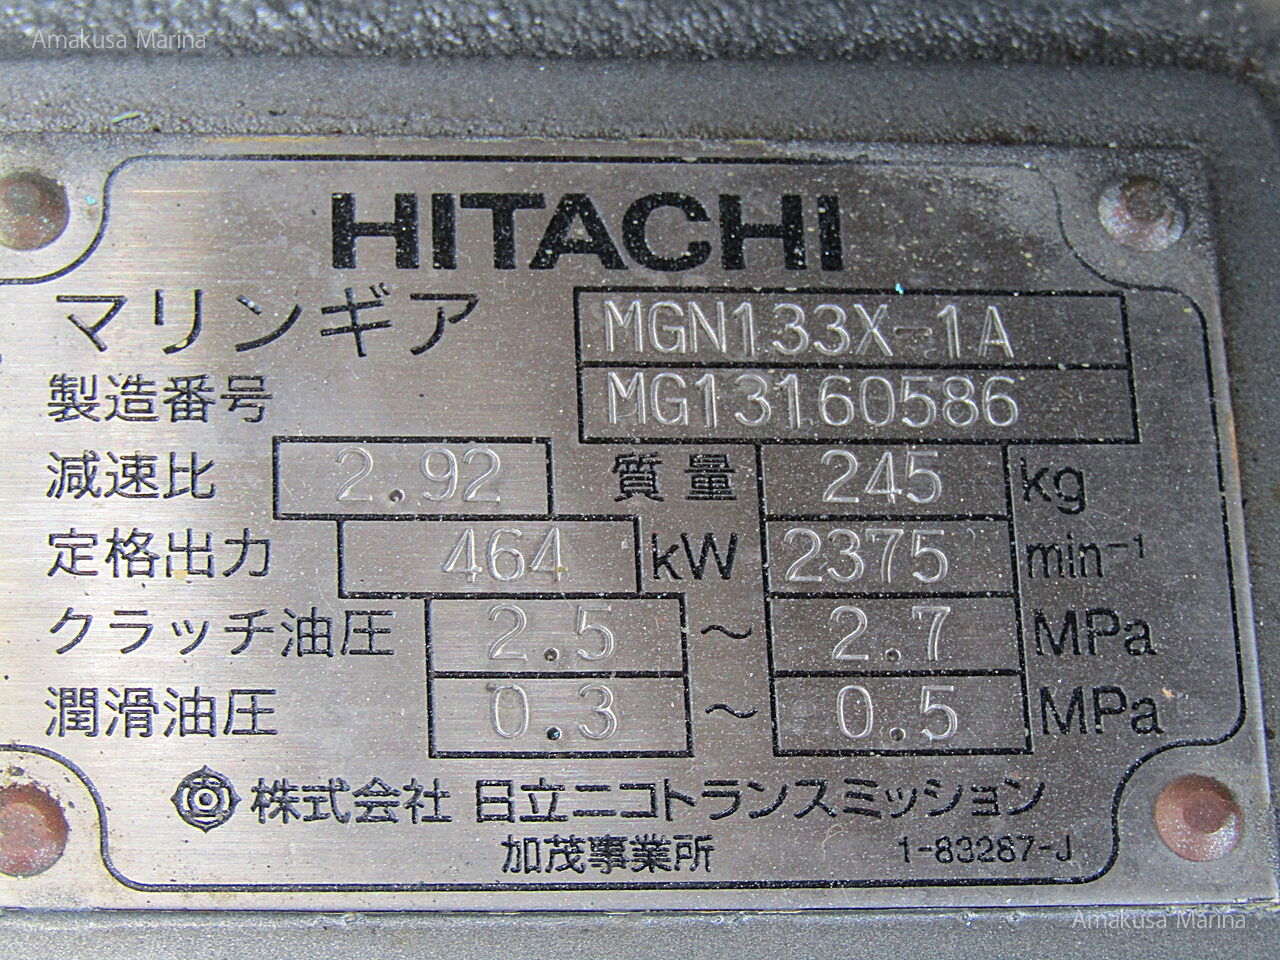 Amakusa Marina
HITACHI
マリンギア MGN133X-1A
製造番号 MG13160586
減速比 2.92 質量 245 kg
定格出力 464 kW 2375 min⁻¹
クラッチ油圧 2.5 ~ 2.7 MPa
潤滑油圧 0.3 ~ 0.5 MPa
株式会社 日立ニコトランスミッション
加茂事業所 1-83287-J
Amakusa Marina